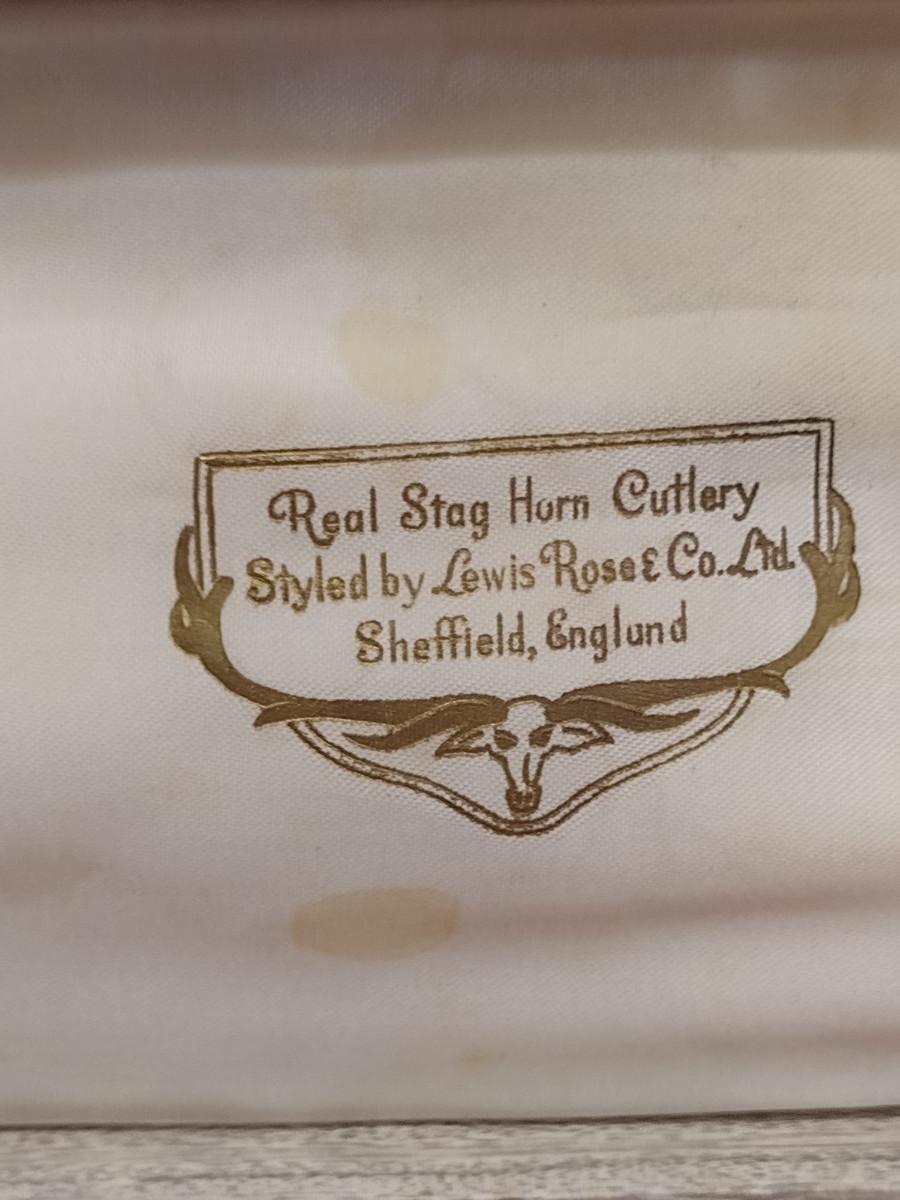 Real Stag Horn Cutlery
Styled by Lewis Rose & Co. Ltd.
Sheffield, England